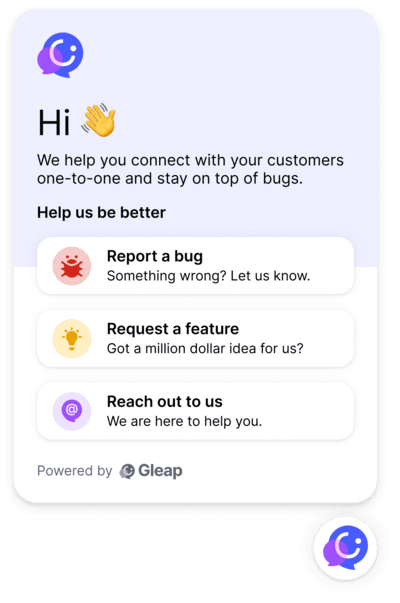 Hi 👋
We help you connect with your customers
one-to-one and stay on top of bugs.
Help us be better
Report a bug
Something wrong? Let us know.
Request a feature
Got a million dollar idea for us?
@
Reach out to us
We are here to help you.
Powered by Gleap